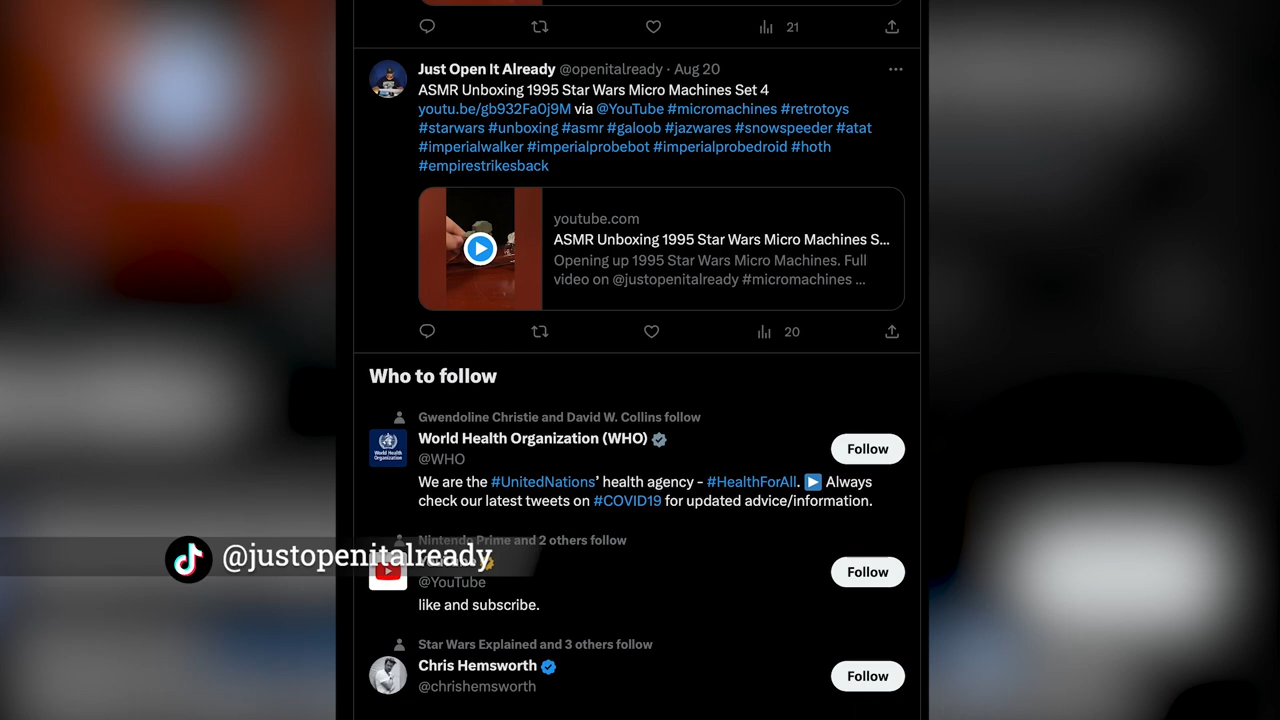 21
Just Open It Already @openitalready · Aug 20
ASMR Unboxing 1995 Star Wars Micro Machines Set 4
youtu.be/gb932Fa0j9M via @YouTube #micromachines #retrotoys
#starwars #unboxing #asmr #galoob #jazwares #snowspeeder #atat
#imperialwalker #imperialprobebot #imperialprobedroid #hoth
#empirestrikesback
youtube.com
ASMR Unboxing 1995 Star Wars Micro Machines S...
Opening up 1995 Star Wars Micro Machines. Full
video on @justopenitalready #micromachines ...
20
Who to follow
Gwendoline Christie and David W. Collins follow
World Health Organization (WHO)
Follow
World Health
Organization
@WHO
We are the #UnitedNations' health agency - #HealthForAll. Always
check our latest tweets on #COVID19 for updated advice/information.
Nintendo Prime and 2 others follow
@justopenitalready
Follow
@YouTube
like and subscribe.
Star Wars Explained and 3 others follow
Chris Hemsworth
Follow
@chrishemsworth